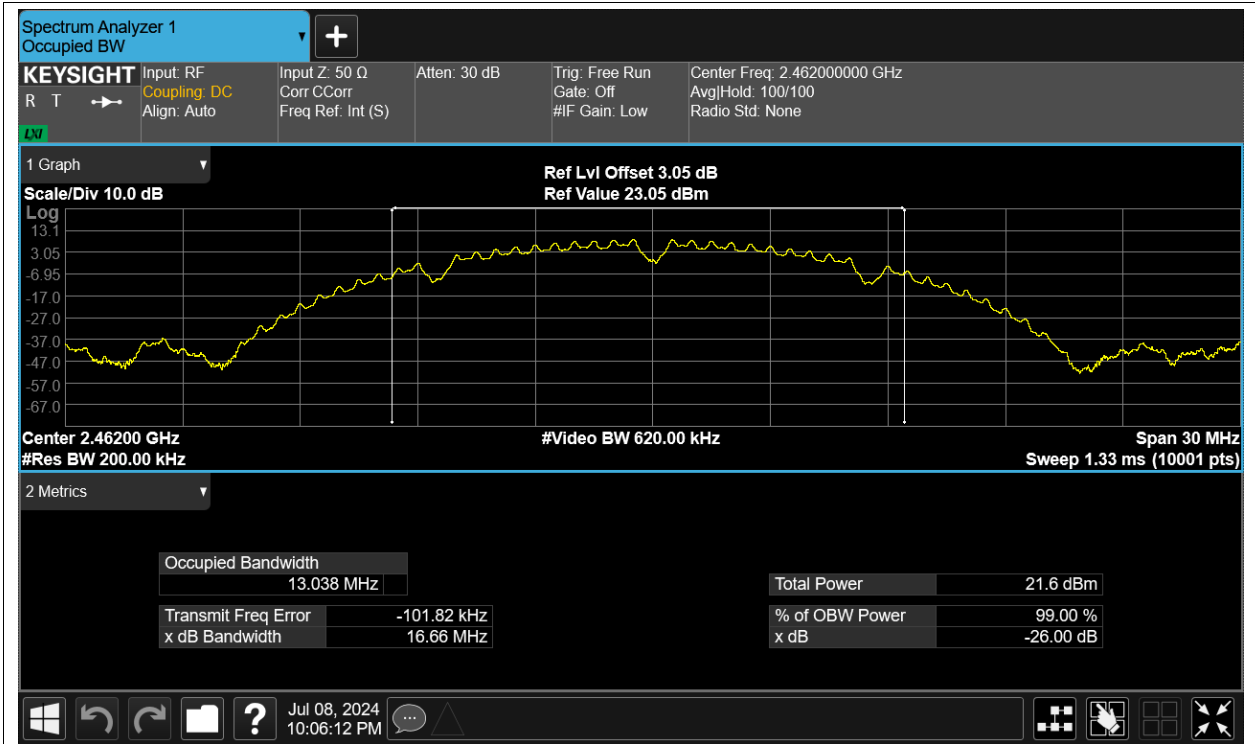 Spectrum Analyzer 1
Occupied BW
KEYSIGHT
R T
LXI
Input: RF
Coupling: DC
Align: Auto
Input Z: 50 Ω
Corr CCorr
Freq Ref: Int (S)
Atten: 30 dB
Trig: Free Run
Gate: Off
#IF Gain: Low
Center Freq: 2.462000000 GHz
Avg|Hold: 100/100
Radio Std: None
1 Graph
Scale/Div 10.0 dB
Ref Lvl Offset 3.05 dB
Ref Value 23.05 dBm
Log
13.1
3.05
-6.95
-17.0
-27.0
-37.0
-47.0
-57.0
-67.0
Center 2.46200 GHz
#Video BW 620.00 kHz
Span 30 MHz
#Res BW 200.00 kHz
Sweep 1.33 ms (10001 pts)
2 Metrics
Occupied Bandwidth
13.038 MHz
Total Power 21.6 dBm
Transmit Freq Error -101.82 kHz
% of OBW Power 99.00 %
x dB Bandwidth 16.66 MHz
x dB -26.00 dB
?
Jul 08, 2024
10:06:12 PM